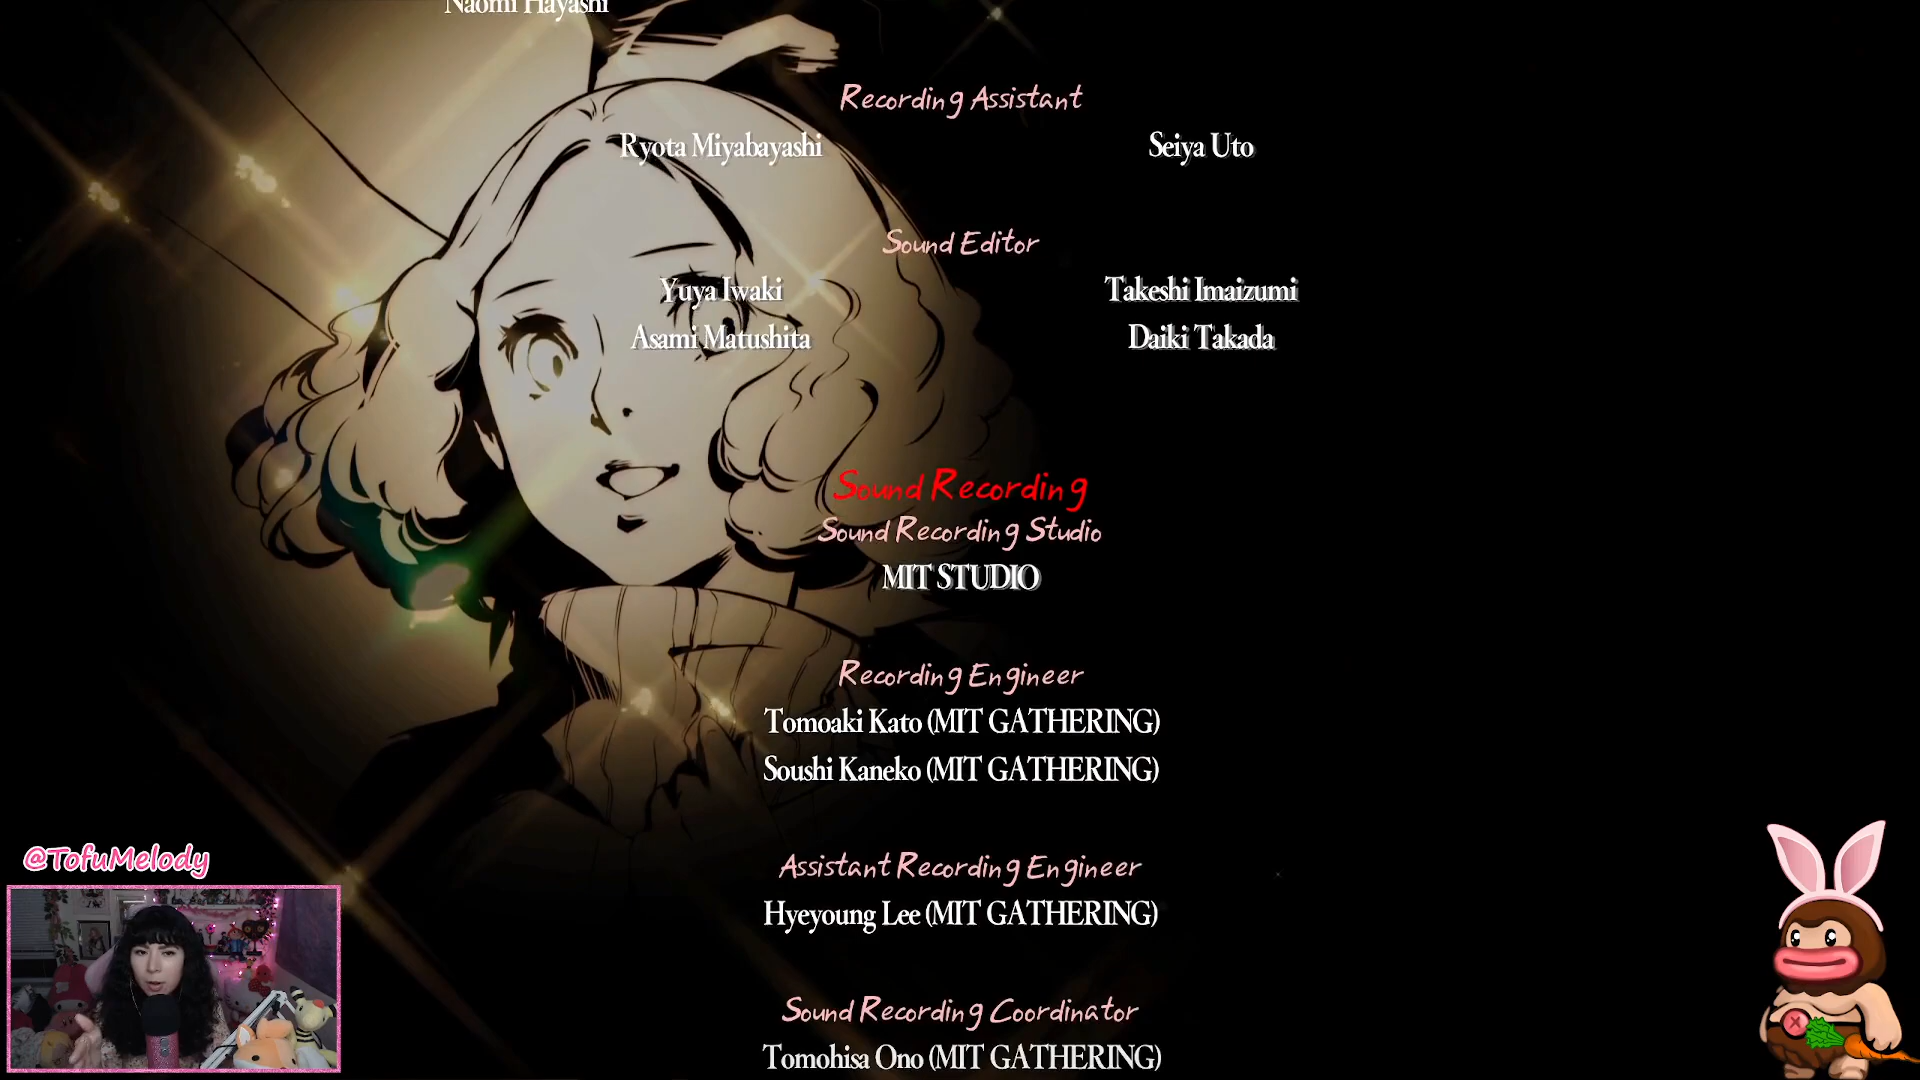 Naomi Hayashi
Recording Assistant
Ryota Miyabayashi Seiya Uto
Sound Editor
Yuya Iwaki Takeshi Imaizumi
Asami Matushita Daiki Takada
Sound Recording
Sound Recording Studio
MIT STUDIO
Recording Engineer
Tomoaki Kato (MIT GATHERING)
Soushi Kaneko (MIT GATHERING)
Assistant Recording Engineer
Hyeyoung Lee (MIT GATHERING)
Sound Recording Coordinator
Tomohisa Ono (MIT GATHERING)
@TofuMelody